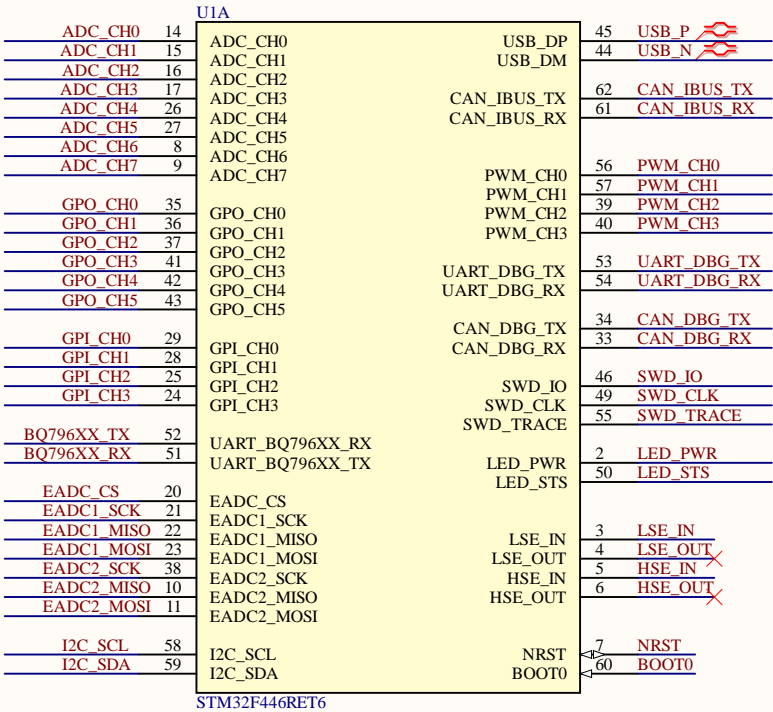 U1A
ADC_CH0 14 ADC_CH0
ADC_CH1 15 ADC_CH1
ADC_CH2 16 ADC_CH2
ADC_CH3 17 ADC_CH3
ADC_CH4 26 ADC_CH4
ADC_CH5 27 ADC_CH5
ADC_CH6 8 ADC_CH6
ADC_CH7 9 ADC_CH7
GPO_CH0 35 GPO_CH0
GPO_CH1 36 GPO_CH1
GPO_CH2 37 GPO_CH2
GPO_CH3 41 GPO_CH3
GPO_CH4 42 GPO_CH4
GPO_CH5 43 GPO_CH5
GPI_CH0 29 GPI_CH0
GPI_CH1 28 GPI_CH1
GPI_CH2 25 GPI_CH2
GPI_CH3 24 GPI_CH3
BQ796XX_TX 52 UART_BQ796XX_RX
BQ796XX_RX 51 UART_BQ796XX_TX
EADC_CS 20 EADC_CS
EADC1_SCK 21 EADC1_SCK
EADC1_MISO 22 EADC1_MISO
EADC1_MOSI 23 EADC1_MOSI
EADC2_SCK 38 EADC2_SCK
EADC2_MISO 10 EADC2_MISO
EADC2_MOSI 11 EADC2_MOSI
I2C_SCL 58 I2C_SCL
I2C_SDA 59 I2C_SDA
USB_DP 45 USB_P
USB_DM 44 USB_N
CAN_IBUS_TX 62 CAN_IBUS_TX
CAN_IBUS_RX 61 CAN_IBUS_RX
PWM_CH0 56 PWM_CH0
PWM_CH1 57 PWM_CH1
PWM_CH2 39 PWM_CH2
PWM_CH3 40 PWM_CH3
UART_DBG_TX 53 UART_DBG_TX
UART_DBG_RX 54 UART_DBG_RX
CAN_DBG_TX 34 CAN_DBG_TX
CAN_DBG_RX 33 CAN_DBG_RX
SWD_IO 46 SWD_IO
SWD_CLK 49 SWD_CLK
SWD_TRACE 55 SWD_TRACE
LED_PWR 2 LED_PWR
LED_STS 50 LED_STS
LSE_IN 3 LSE_IN
LSE_OUT 4 LSE_OUT
HSE_IN 5 HSE_IN
HSE_OUT 6 HSE_OUT
NRST 7 NRST
BOOT0 60 BOOT0
STM32F446RET6